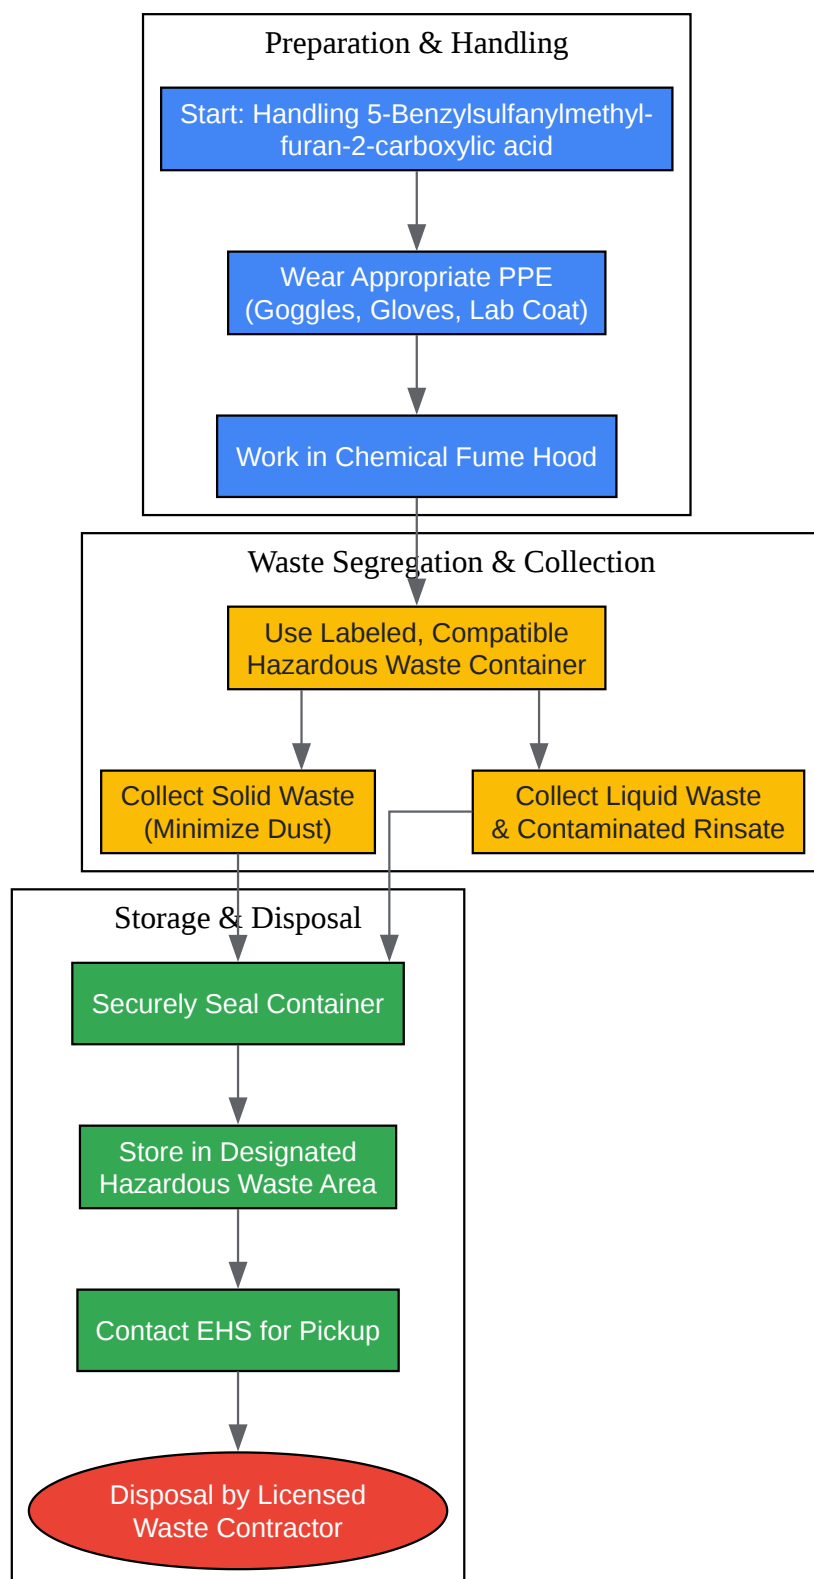 Preparation & Handling
Start: Handling 5-Benzylsulfanylmethyl-
furan-2-carboxylic acid
Wear Appropriate PPE
(Goggles, Gloves, Lab Coat)
Work in Chemical Fume Hood
Waste Segregation & Collection
Use Labeled, Compatible
Hazardous Waste Container
Collect Solid Waste
(Minimize Dust)
Collect Liquid Waste
& Contaminated Rinsate
Storage & Disposal
Securely Seal Container
Store in Designated
Hazardous Waste Area
Contact EHS for Pickup
Disposal by Licensed
Waste Contractor